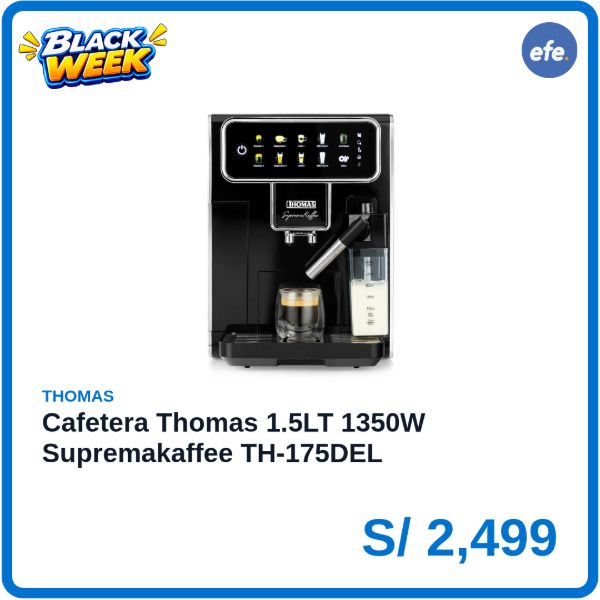 BLACK
WEEK
efe.
THOMAS
SupremaKaffee
THOMAS
Cafetera Thomas 1.5LT 1350W
Supremakaffee TH-175DEL
S/ 2,499